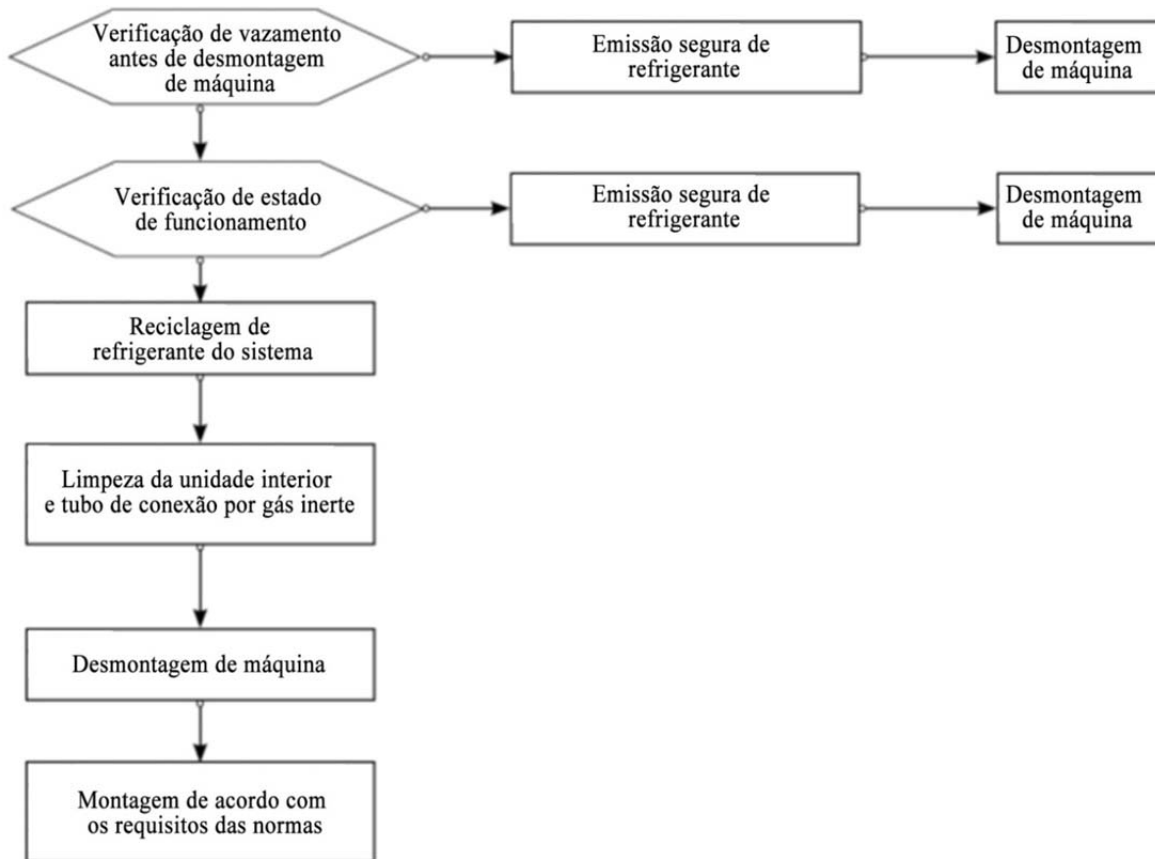 Verificação de vazamento
antes de desmontagem
de máquina
Emissão segura de
refrigerante
Desmontagem
de máquina
Verificação de estado
de funcionamento
Emissão segura de
refrigerante
Desmontagem
de máquina
Reciclagem de
refrigerante do sistema
Limpeza da unidade interior
e tubo de conexão por gás inerte
Desmontagem de máquina
Montagem de acordo com
os requisitos das normas